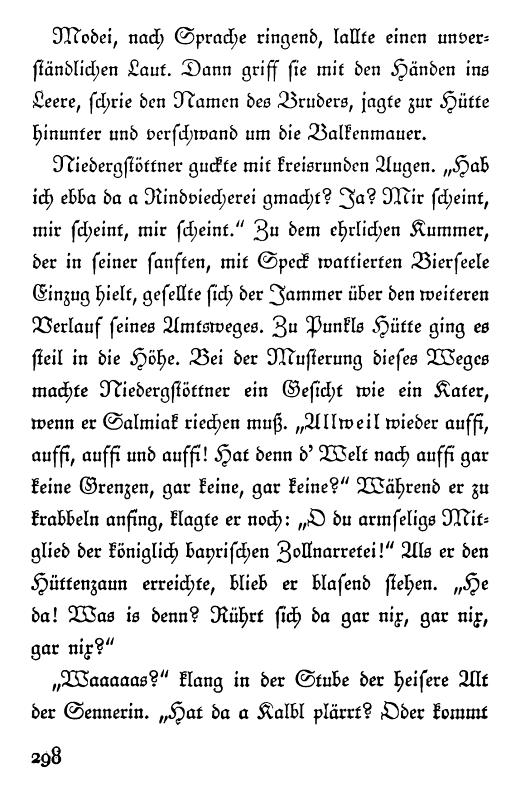 Modei, nach Sprache ringend, lallte einen unver-
ständlichen Laut. Dann griff sie mit den Händen ins
Leere, schrie den Namen des Bruders, jagte zur Hütte
hinunter und verschwand um die Balkenmauer.
Niedergstöttner guckte mit kreisrunden Augen. „Hab
ich ebba da a Rindviecherei gmacht? Ja? Mir scheint,
mir scheint, mir scheint.“ Zu dem ehrlichen Kummer,
der in seiner sanften, mit Speck wattierten Bierseele
Einzug hielt, gesellte sich der Jammer über den weiteren
Verlauf seines Amtsweges. Zu Punkls Hütte ging es
steil in die Höhe. Bei der Musterung dieses Weges
machte Niedergstöttner ein Gesicht wie ein Kater,
wenn er Salmiak riechen muß. „Allweil wieder auffi,
auffi, auffi und auffi! Hat denn d’ Welt nach auffi gar
keine Grenzen, gar keine, gar keine?“ Während er zu
krabbeln anfing, klagte er noch: „O du armseligs Mit-
glied der königlich bayrischen Zollnarretei!“ Als er den
Hüttenzaun erreichte, blieb er blasend stehen. „He
da! Was is denn? Rührt sich da gar nix, gar nix,
gar nix?“
„Waaaaas?“ klang in der Stube der heisere Alt
der Sennerin. „Hat da a Kalbl plärrt? Oder kommt
298